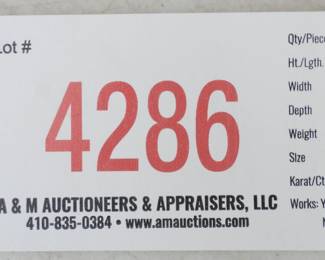 Lot #
4286
A & M AUCTIONEERS & APPRAISERS, LLC
410-835-0384 • www.amauctions.com
Qty/Piece
Ht./Lgth.
Width
Depth
Weight
Size
Karat/Ct
Works: Y